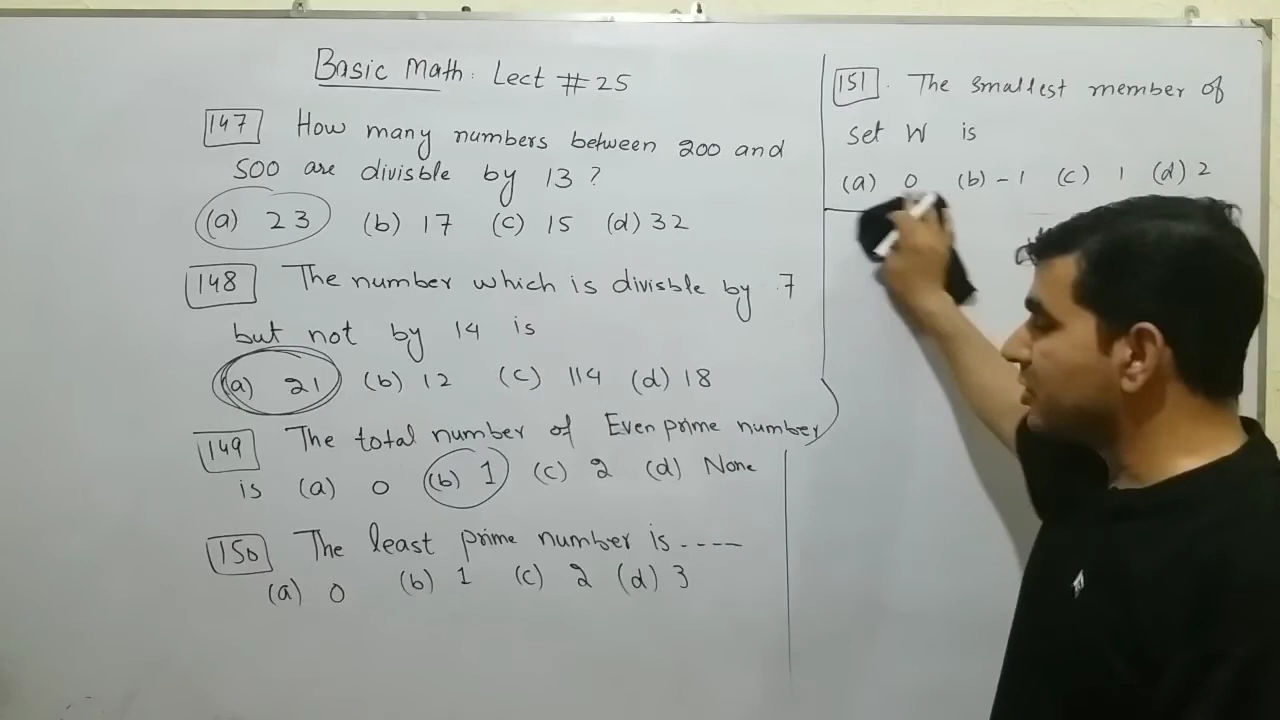 Basic Math: Lect # 25
147 How many numbers between 200 and
500 are divisble by 13 ?
(a) 23 (b) 17 (c) 15 (d) 32
148 The number which is divisble by 7
but not by 14 is
(a) 21 (b) 12 (c) 114 (d) 18
149 The total number of Even prime number
is (a) 0 (b) 1 (c) 2 (d) None
150 The least prime number is ----
(a) 0 (b) 1 (c) 2 (d) 3
151. The smallest member of
set W is
(a) 0 (b) -1 (c) 1 (d) 2